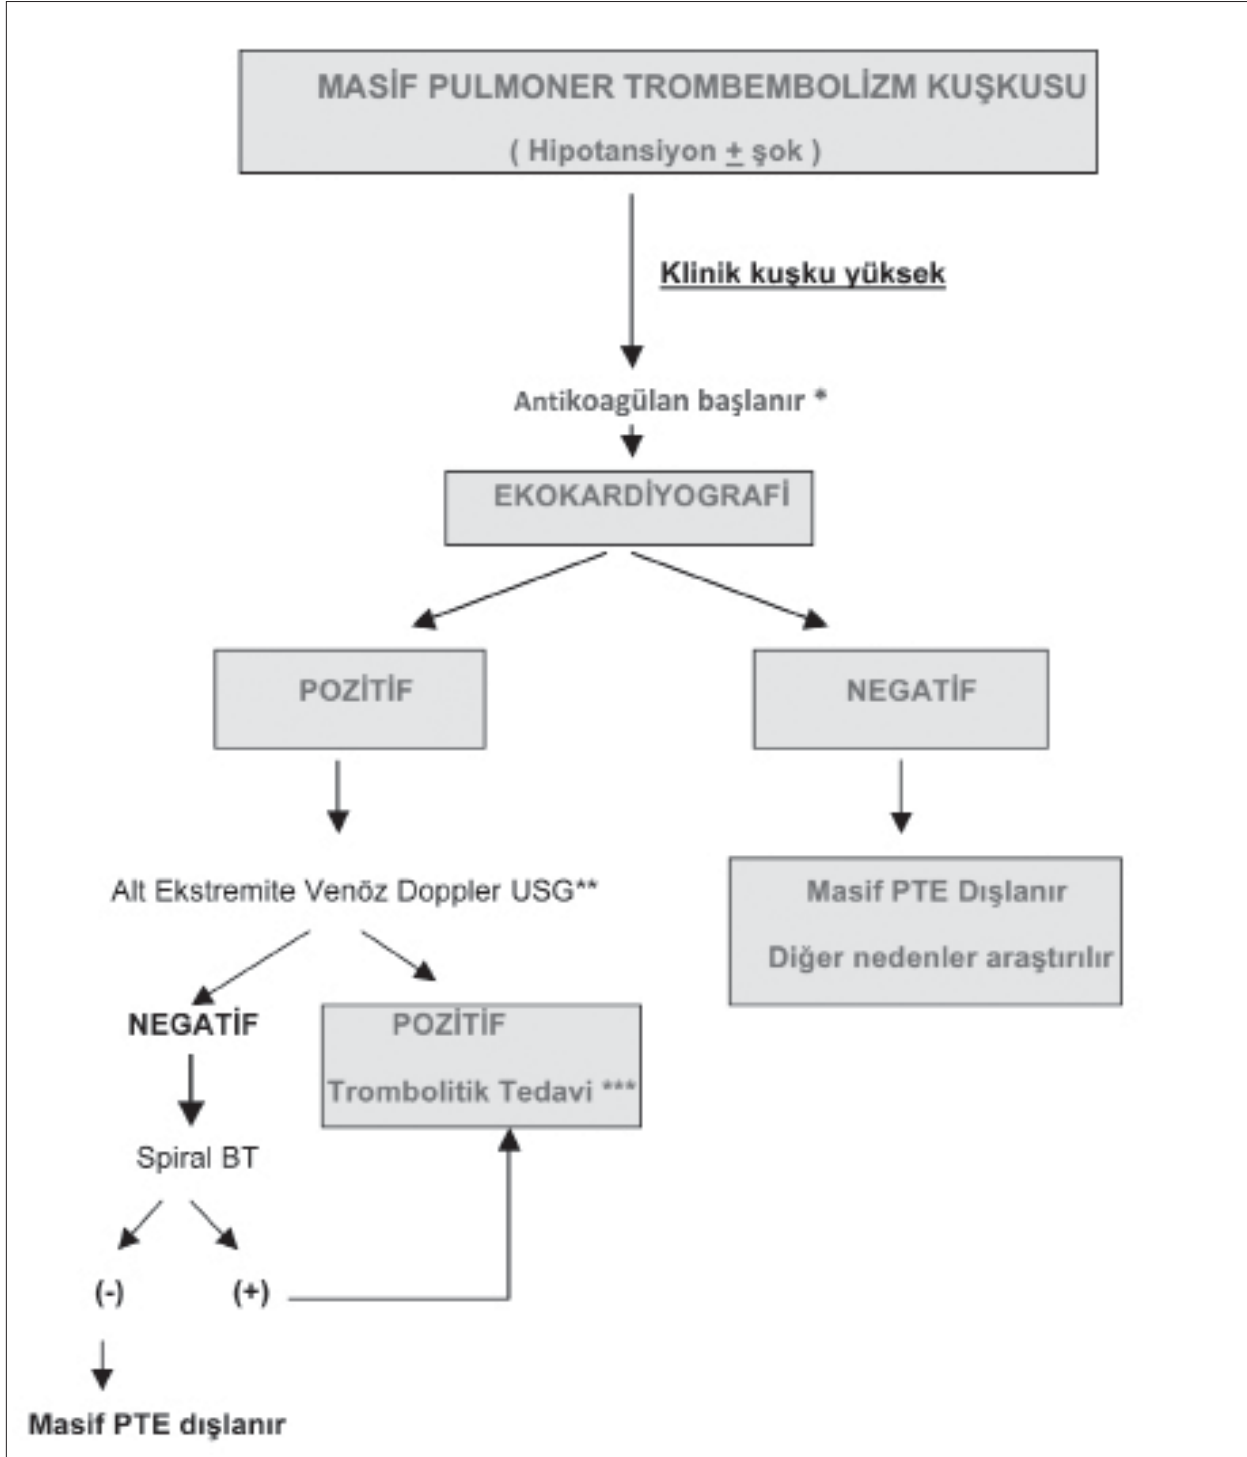 MASİF PULMONER TROMBEMBOLİZM KUŞKUSU
( Hipotansiyon ± şok )
Klinik kuşku yüksek
Antikoagülan başlanır *
EKOKARDİYOGRAFİ
POZİTİF
NEGATİF
Alt Ekstremite Venöz Doppler USG**
Masif PTE Dışlanır
Diğer nedenler araştırılır
NEGATİF
POZİTİF
Trombolitik Tedavi ***
Spiral BT
(-)
(+)
Masif PTE dışlanır